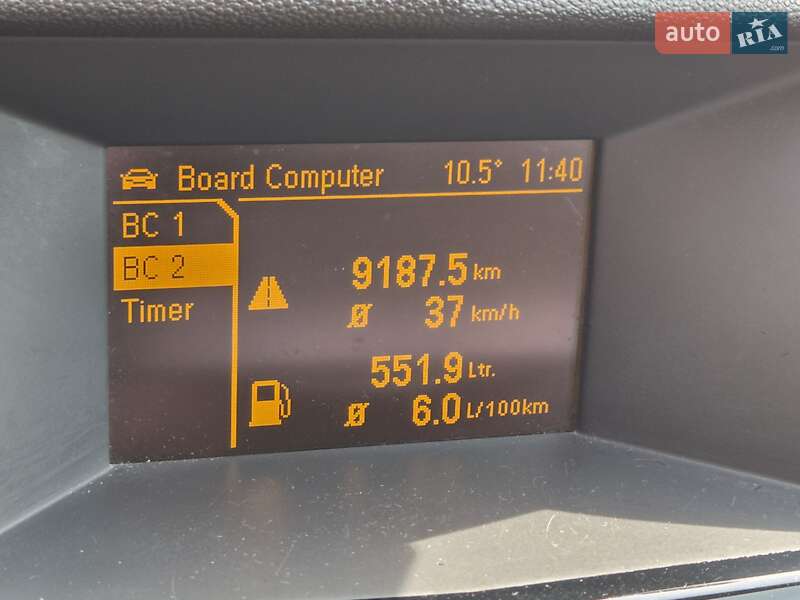 auto RIA .com
Board Computer 10.5° 11:40
BC 1
BC 2
Timer
9187.5 km
Ø 37 km/h
551.9 Ltr.
Ø 6.0 L/100km